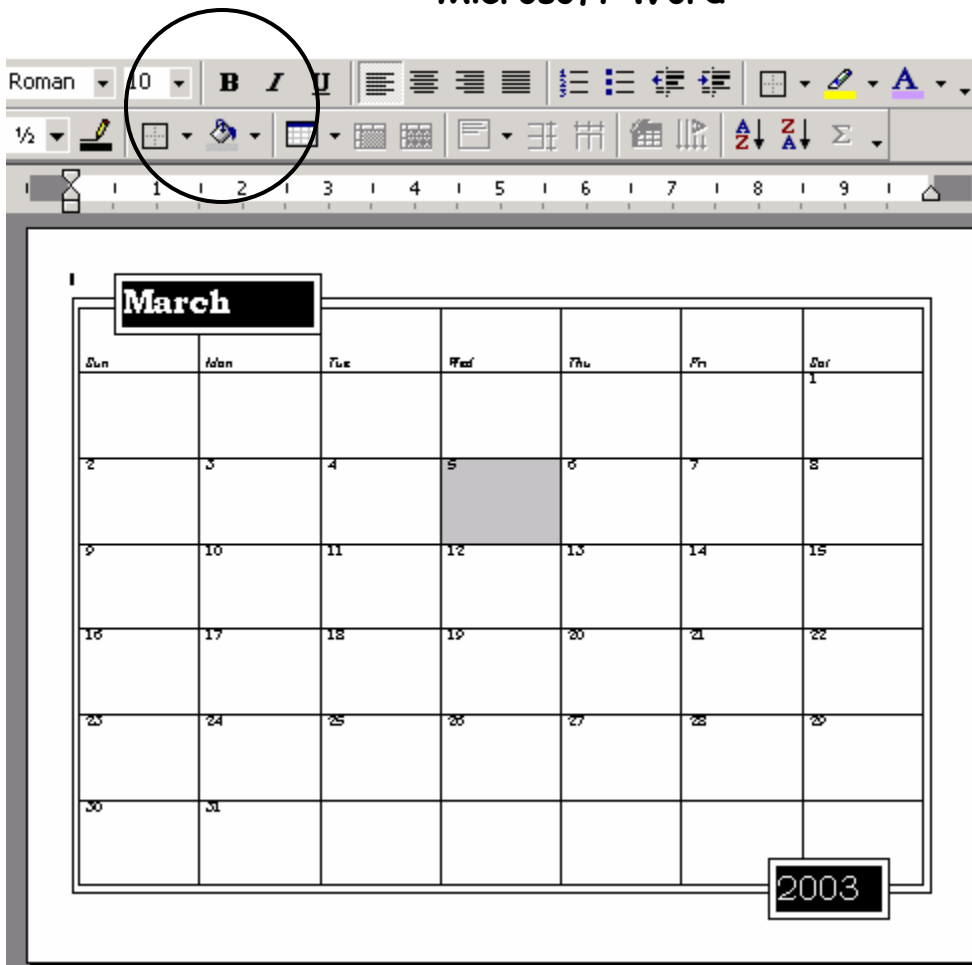 Microsoft Word
Roman 10 B I U A
½ A Z Z A Σ
1 2 3 4 5 6 7 8 9
March
Sun Mon Tue Wed Thu Fri Sat
1
2 3 4 5 6 7 8
9 10 11 12 13 14 15
16 17 18 19 20 21 22
23 24 25 26 27 28 29
30 31
2003